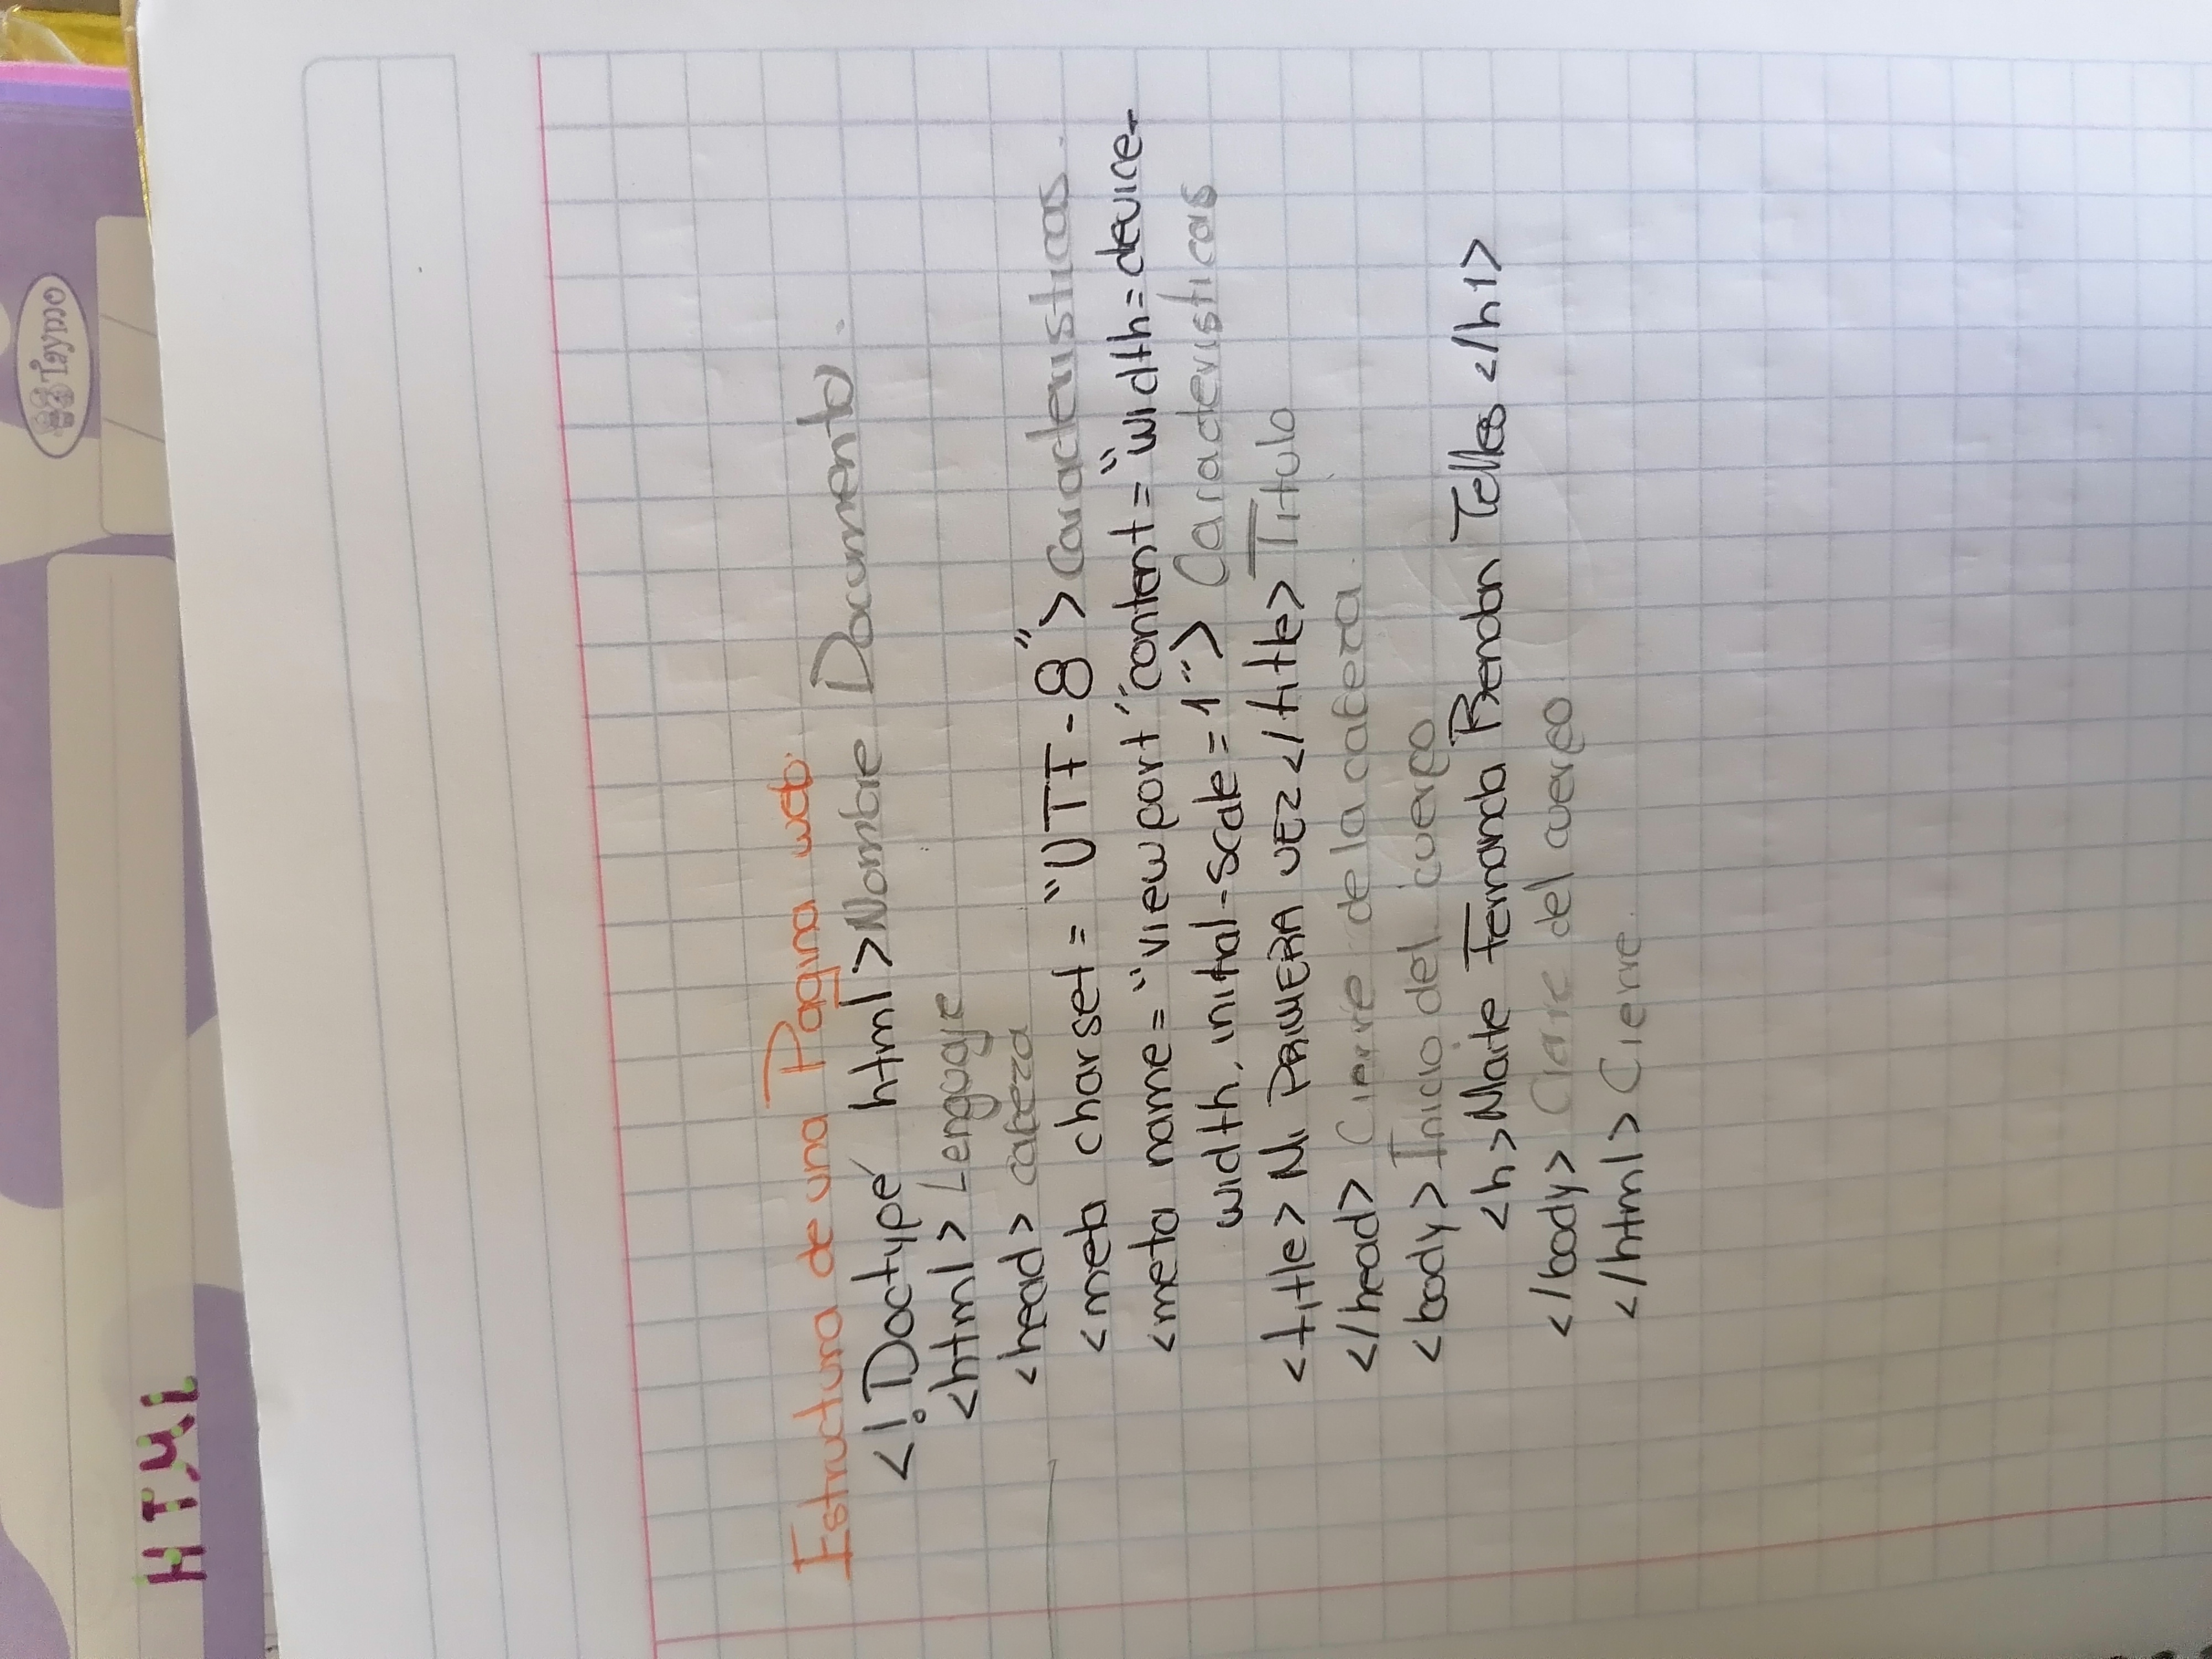 HTML
Taymo
Estructura de una Pagina web.
<!Doctype html>Nombre Documento.
<html> Lenguaje
<head> cabeza
<meta charset="UTF-8">Caracteristicas.
<meta name="viewport"content="width=device-
width, initial-scale=1"> Caracteristicas
<title> Mi PRIMERA VEZ </title> Titulo
</head> Cierre de la cabeza.
<body> Inicio del cuerpo
<h>Maite Fernanda Rendon Telles </h1>
</body> Cierre del cuerpo
</html> Cierre.